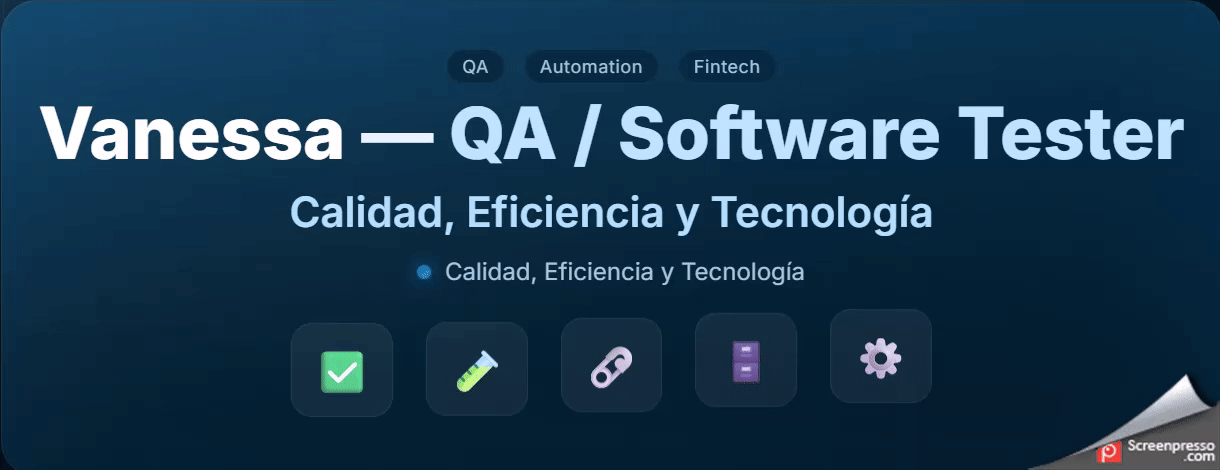 QA Automation Fintech
Vanessa — QA / Software Tester
Calidad, Eficiencia y Tecnología
Calidad, Eficiencia y Tecnología
Screenpresso
.com